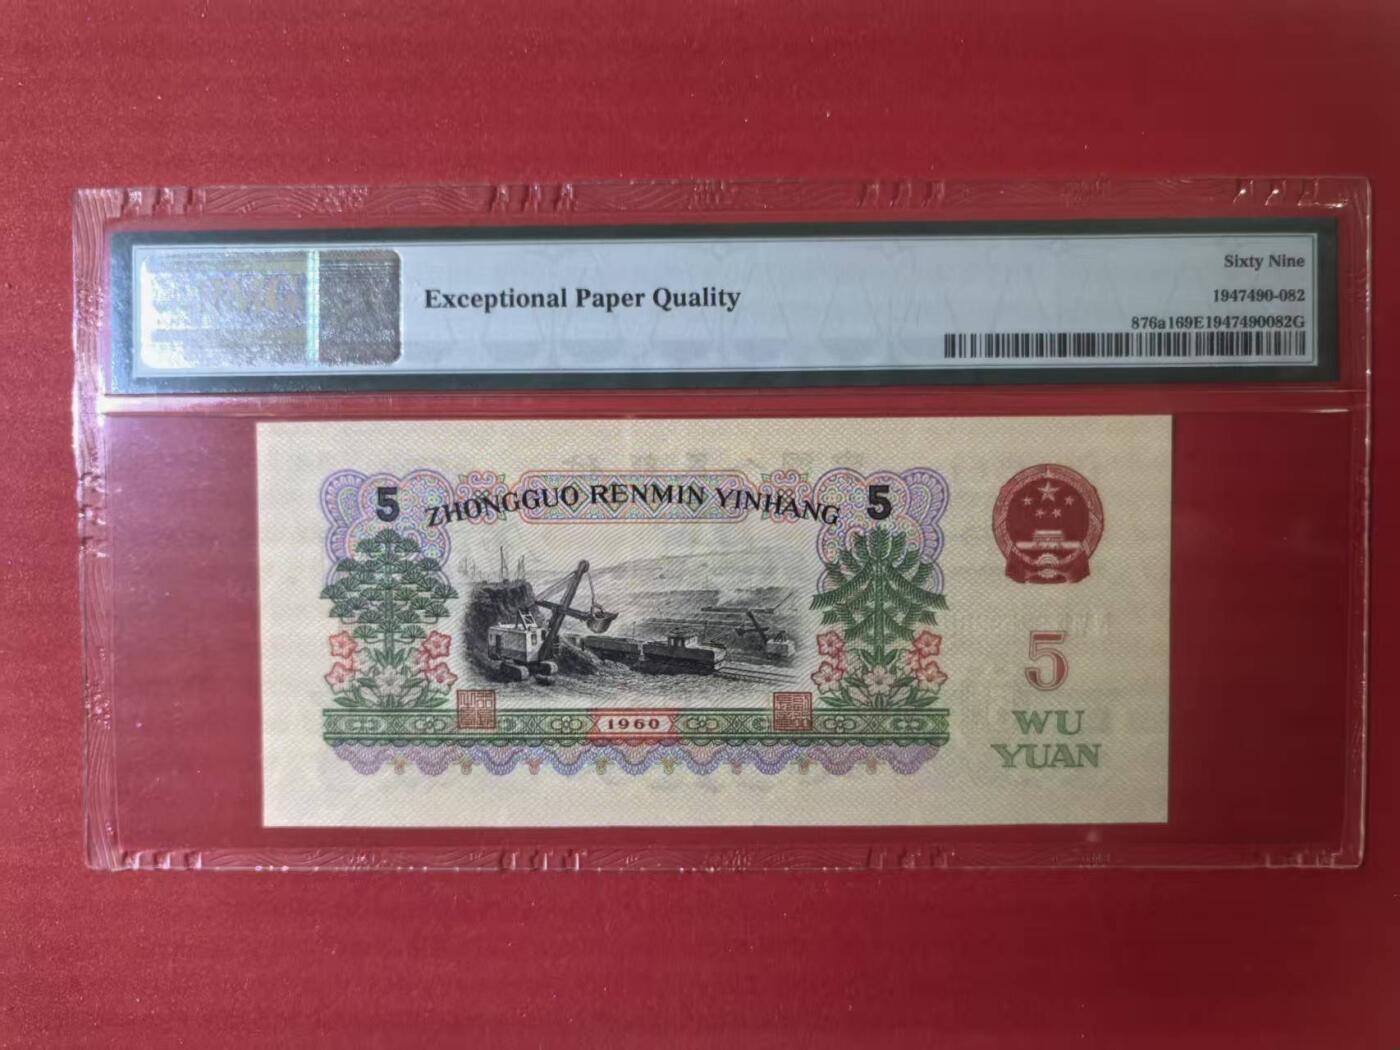 Sixty Nine
Exceptional Paper Quality
1947490-082
876a169E1947490082G
5 ZHONGGUO RENMIN YINHANG 5
5
1960
WU
YUAN